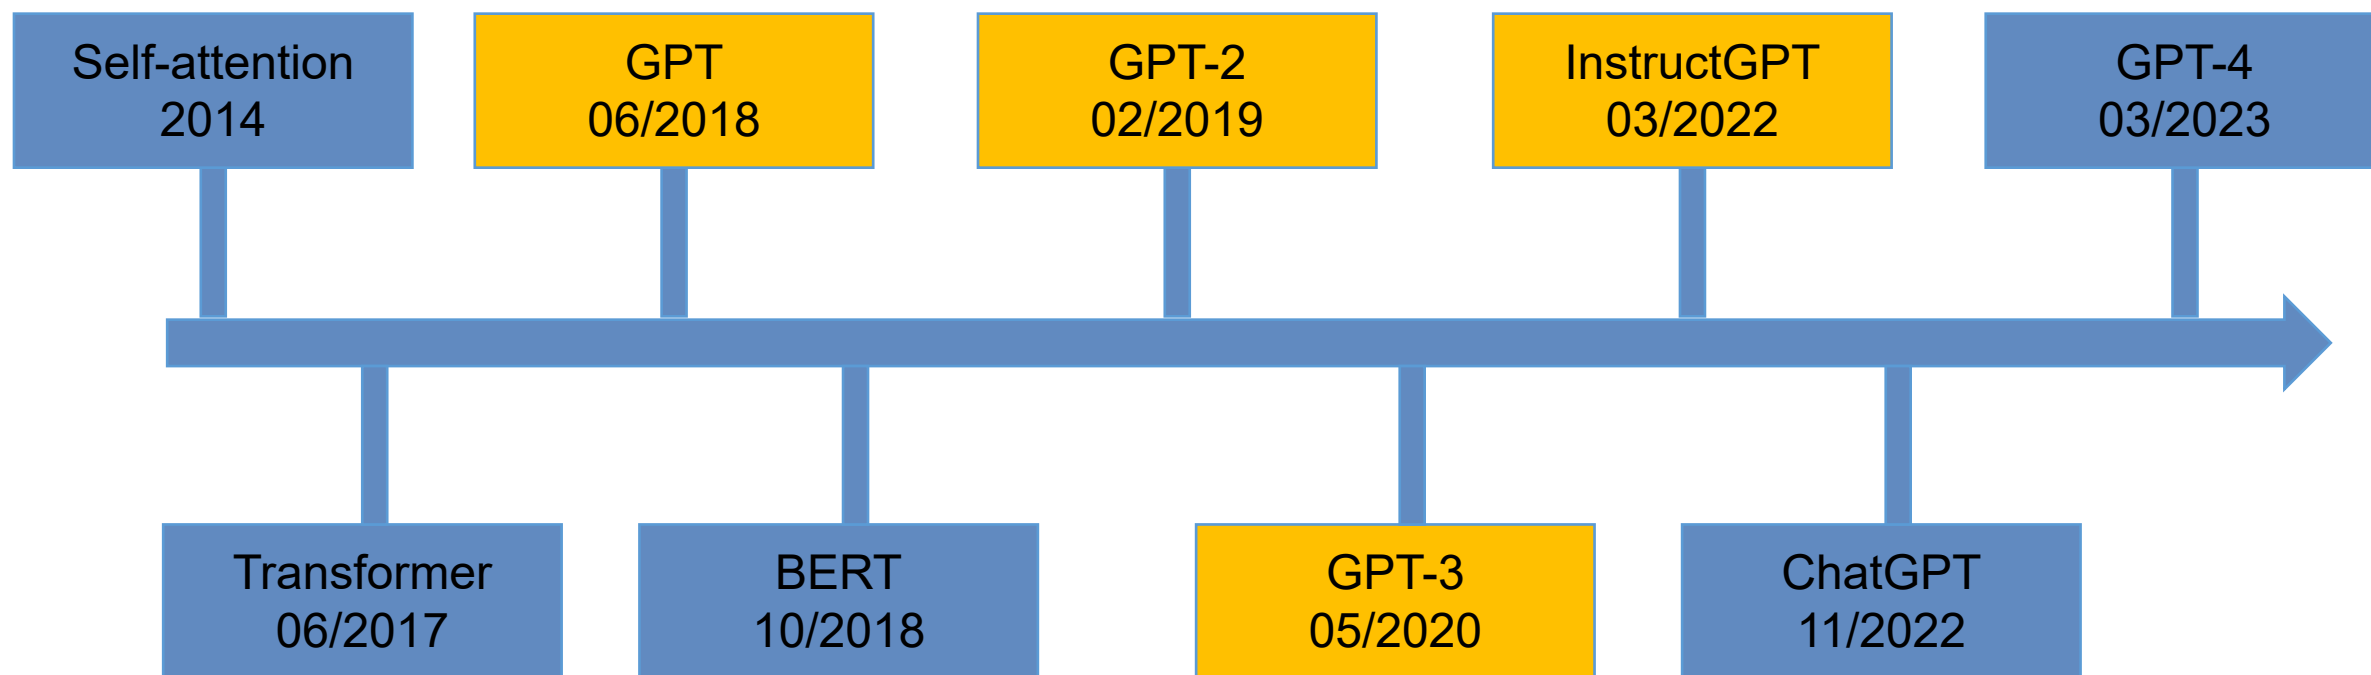 Self-attention
2014
GPT
06/2018
GPT-2
02/2019
InstructGPT
03/2022
GPT-4
03/2023
Transformer
06/2017
BERT
10/2018
GPT-3
05/2020
ChatGPT
11/2022